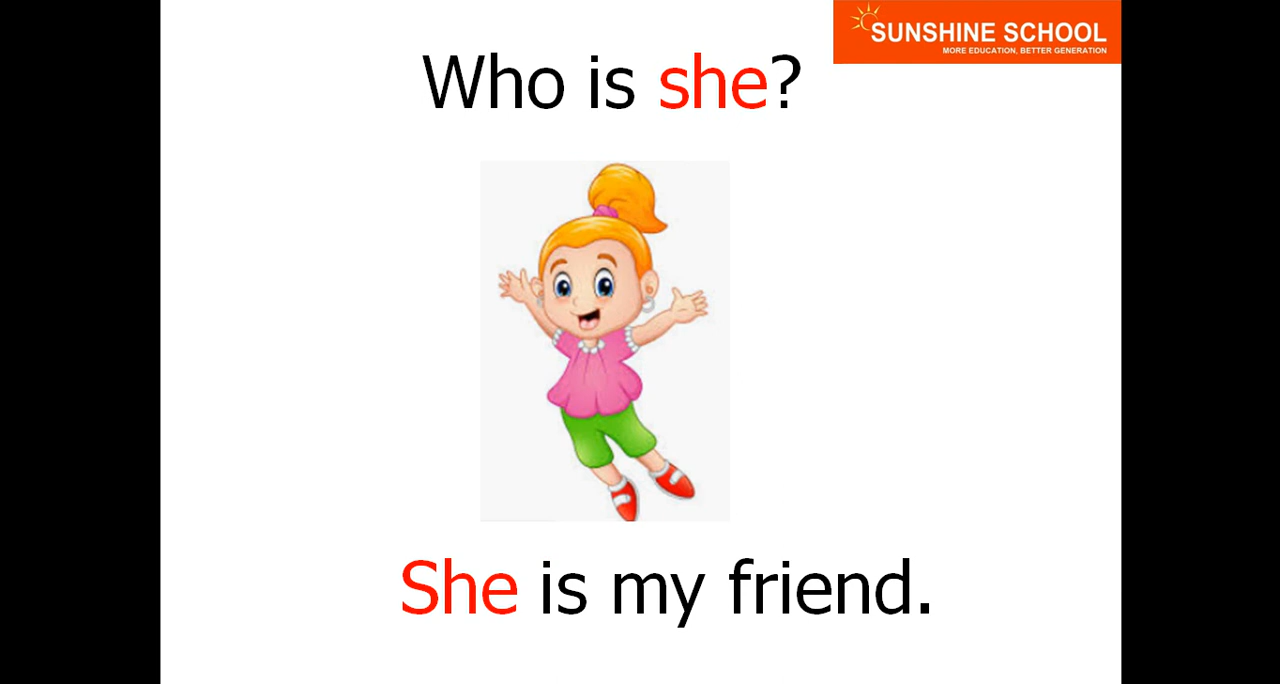 SUNSHINE SCHOOL
MORE EDUCATION, BETTER GENERATION
Who is she?
She is my friend.